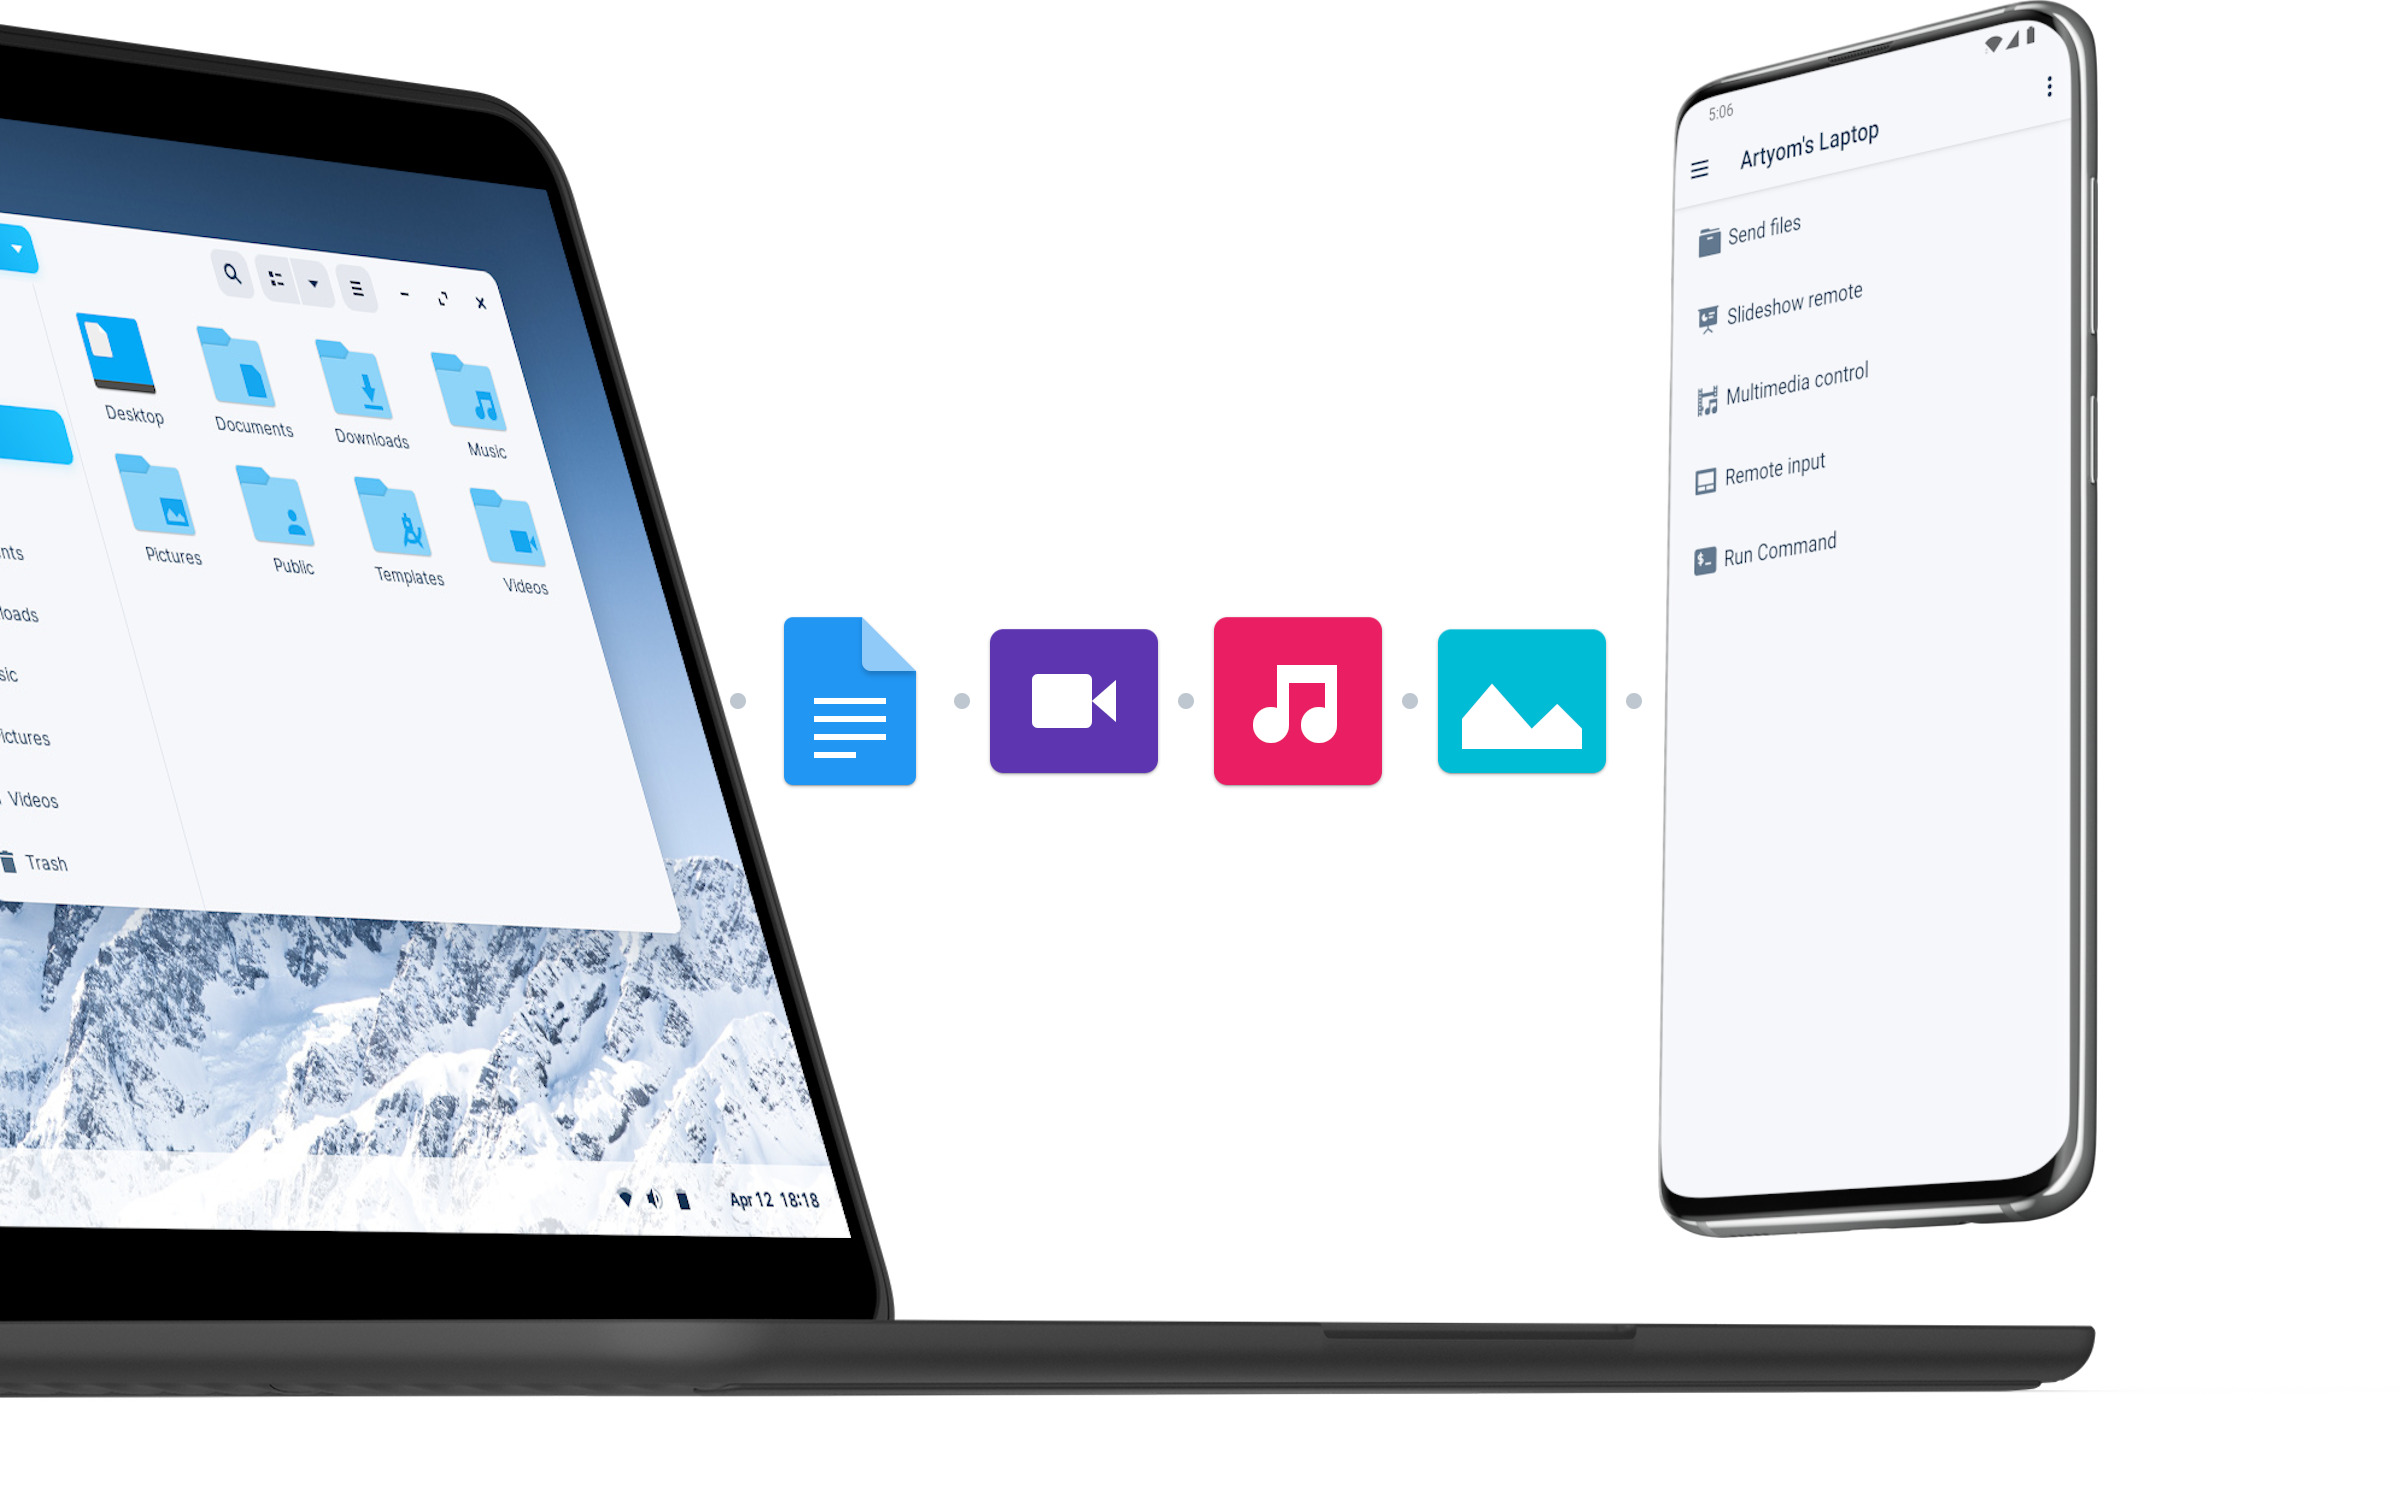 Desktop
Documents
Downloads
Music
Pictures
Public
Templates
Videos
nts
loads
sic
ictures
Videos
Trash
Apr 12 18:18
5:06
Artyom's Laptop
Send files
Slideshow remote
Multimedia control
Remote input
Run Command